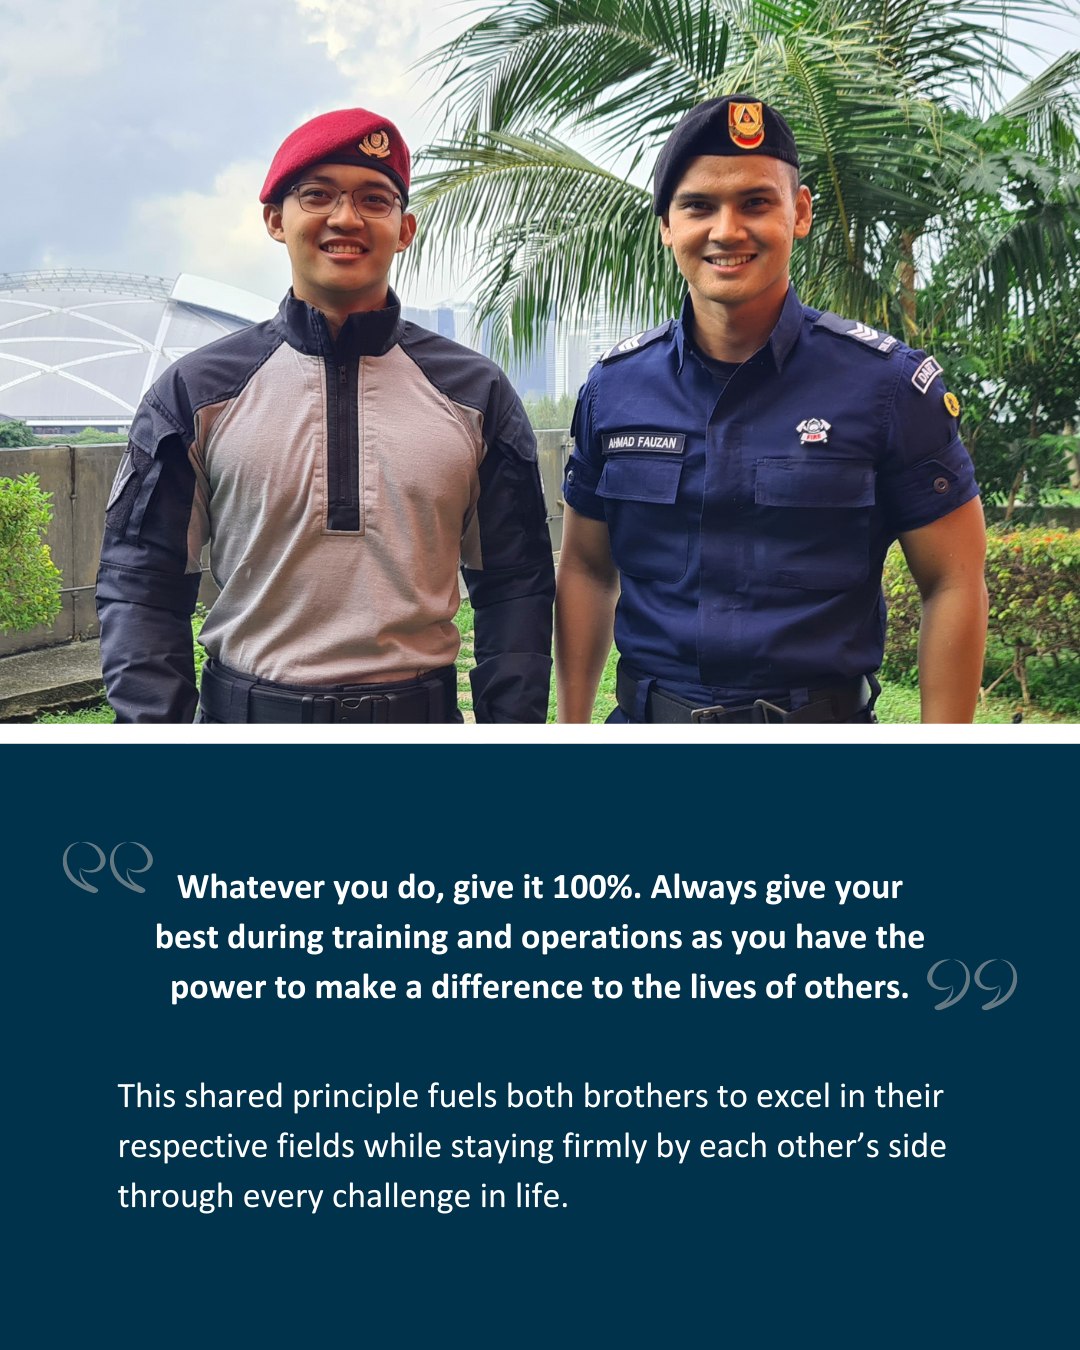 AHMAD FAUZAN
FIRE
DART
Whatever you do, give it 100%. Always give your
best during training and operations as you have the
power to make a difference to the lives of others.
This shared principle fuels both brothers to excel in their
respective fields while staying firmly by each other’s side
through every challenge in life.